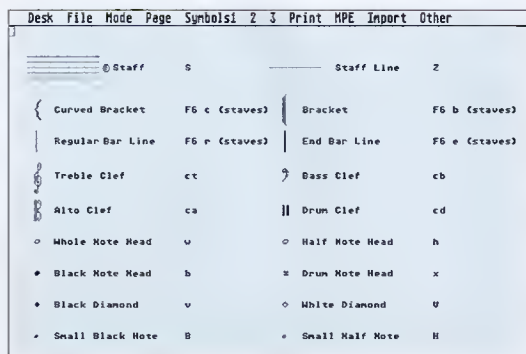 Desk File Mode Page Symbols1 2 3 Print MPE Import Other
© Staff S Staff Line Z
Curved Bracket F6 c (staves) Bracket F6 b (staves)
Regular Bar Line F6 r (staves) End Bar Line F6 e (staves)
Treble Clef ct Bass Clef cb
Alto Clef ca Drum Clef cd
Whole Note Head w Half Note Head h
Black Note Head b Drum Note Head x
Black Diamond v White Diamond V
Small Black Note B Small Half Note H